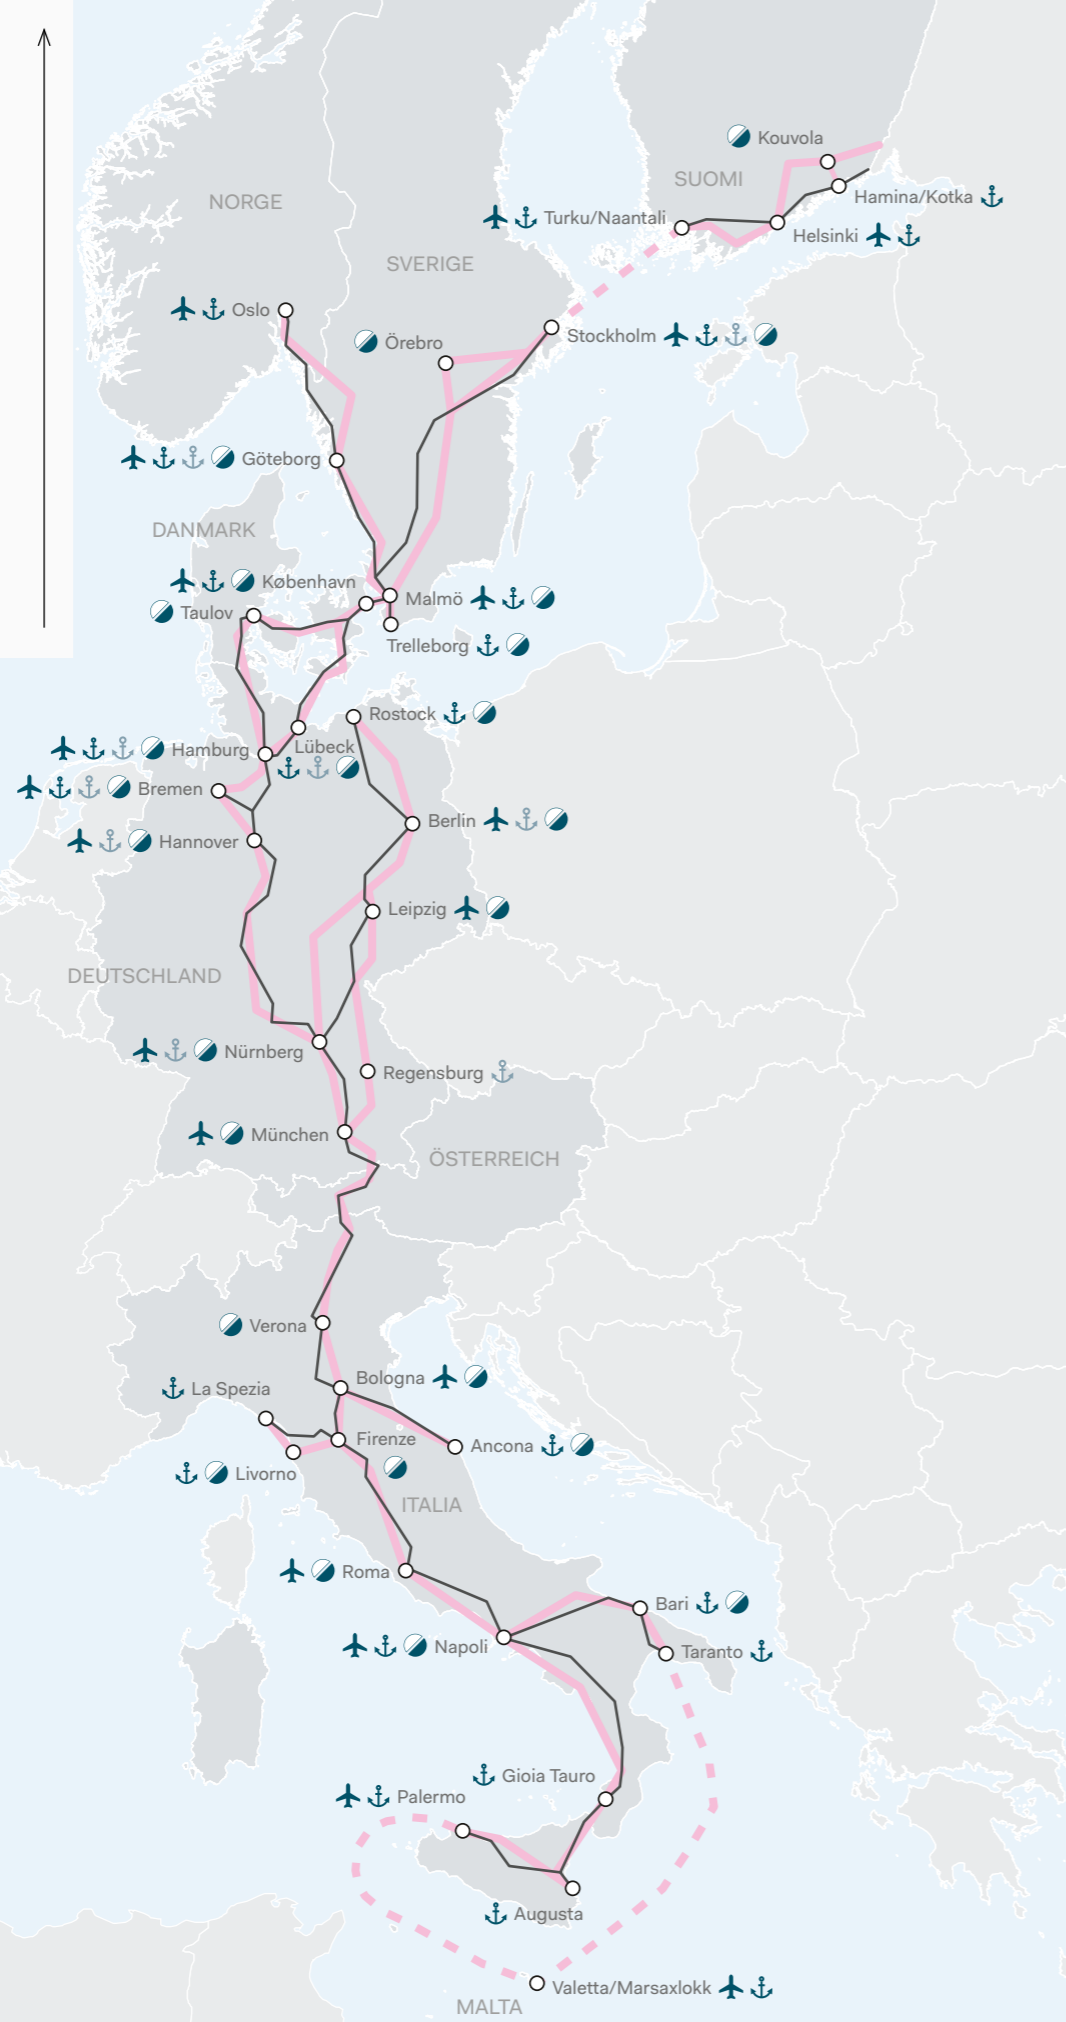 Kouvola
SUOMI
Hamina/Kotka
NORGE
Turku/Naantali
Helsinki
SVERIGE
Oslo
Stockholm
Örebro
Göteborg
DANMARK
København
Malmö
Taulov
Trelleborg
Rostock
Hamburg
Lübeck
Bremen
Berlin
Hannover
Leipzig
DEUTSCHLAND
Nürnberg
Regensburg
München
ÖSTERREICH
Verona
Bologna
La Spezia
Firenze
Ancona
Livorno
ITALIA
Roma
Bari
Napoli
Taranto
Gioia Tauro
Palermo
Augusta
Valetta/Marsaxlokk
MALTA